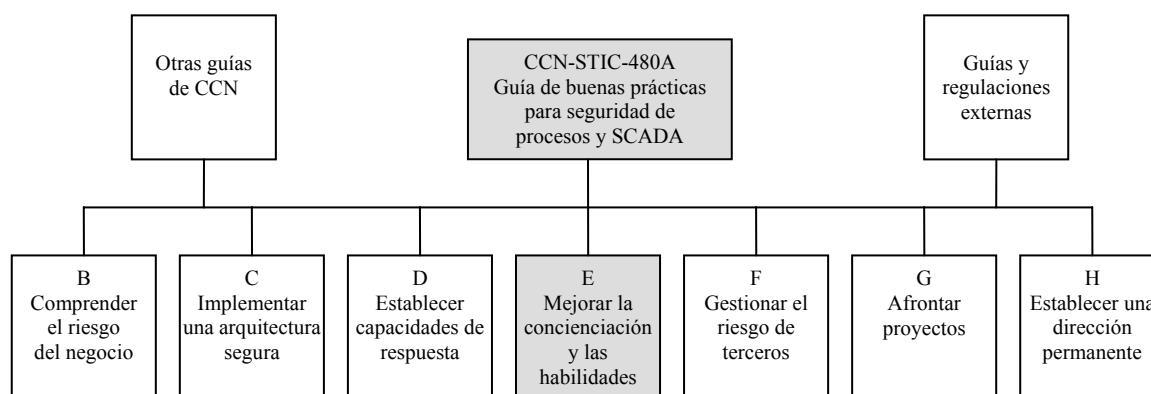 Otras guías
de CCN
CCN-STIC-480A
Guía de buenas prácticas
para seguridad de
procesos y SCADA
Guías y
regulaciones
externas
B
Comprender
el riesgo
del negocio
C
Implementar
una arquitectura
segura
D
Establecer
capacidades de
respuesta
E
Mejorar la
concienciación
y las
habilidades
F
Gestionar el
riesgo de
terceros
G
Afrontar
proyectos
H
Establecer una
dirección
permanente